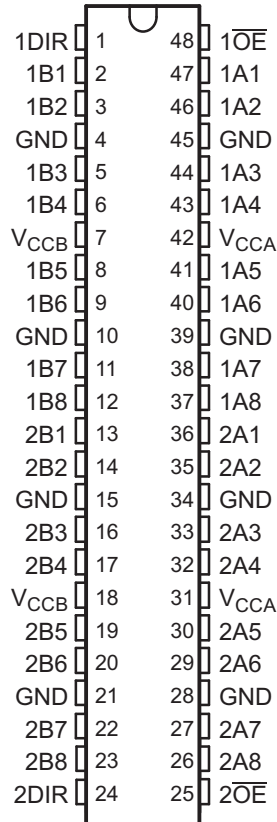 1DIR 1 48 1O̅E̅
1B1 2 47 1A1
1B2 3 46 1A2
GND 4 45 GND
1B3 5 44 1A3
1B4 6 43 1A4
VCCB 7 42 VCCA
1B5 8 41 1A5
1B6 9 40 1A6
GND 10 39 GND
1B7 11 38 1A7
1B8 12 37 1A8
2B1 13 36 2A1
2B2 14 35 2A2
GND 15 34 GND
2B3 16 33 2A3
2B4 17 32 2A4
VCCB 18 31 VCCA
2B5 19 30 2A5
2B6 20 29 2A6
GND 21 28 GND
2B7 22 27 2A7
2B8 23 26 2A8
2DIR 24 25 2O̅E̅